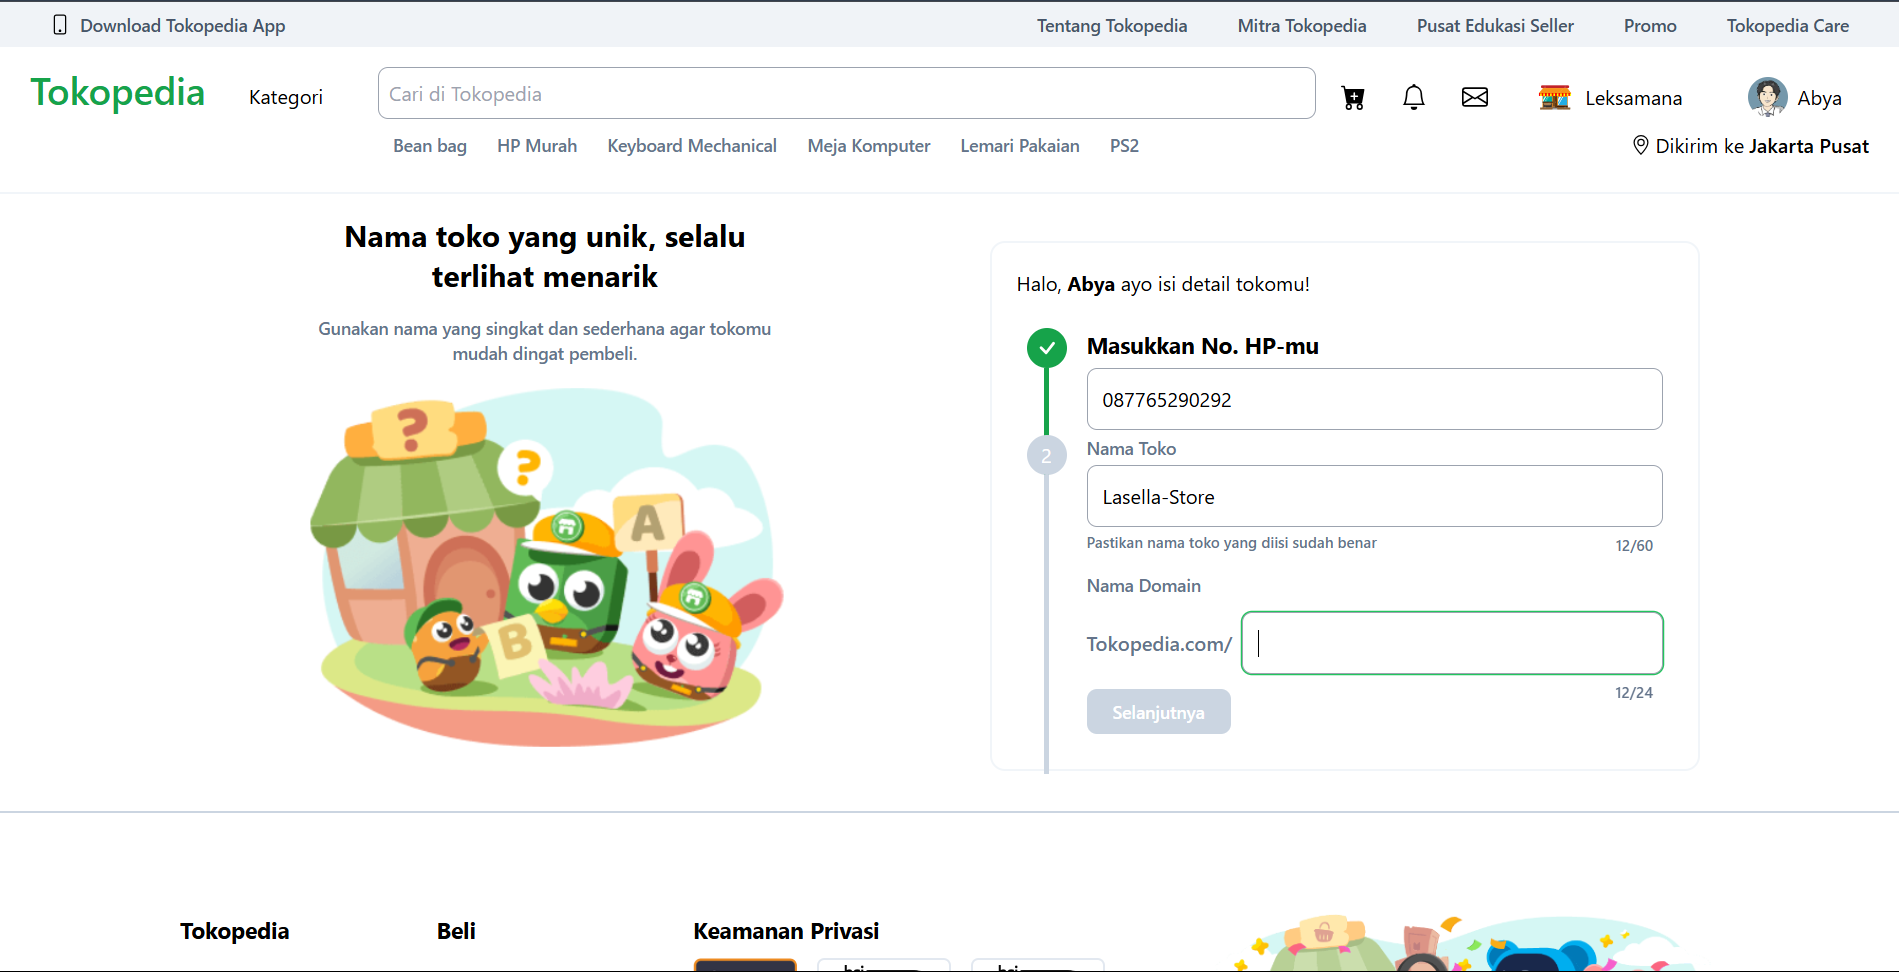 Download Tokopedia App
Tentang Tokopedia
Mitra Tokopedia
Pusat Edukasi Seller
Promo
Tokopedia Care
Tokopedia
Kategori
Cari di Tokopedia
Leksamana
Abya
Bean bag
HP Murah
Keyboard Mechanical
Meja Komputer
Lemari Pakaian
PS2
Dikirim ke Jakarta Pusat
Nama toko yang unik, selalu
terlihat menarik
Gunakan nama yang singkat dan sederhana agar tokomu
mudah dingat pembeli.
?
?
A
B
Halo, Abya ayo isi detail tokomu!
Masukkan No. HP-mu
087765290292
2
Nama Toko
Lasella-Store
Pastikan nama toko yang diisi sudah benar
12/60
Nama Domain
Tokopedia.com/
12/24
Selanjutnya
Tokopedia
Beli
Keamanan Privasi